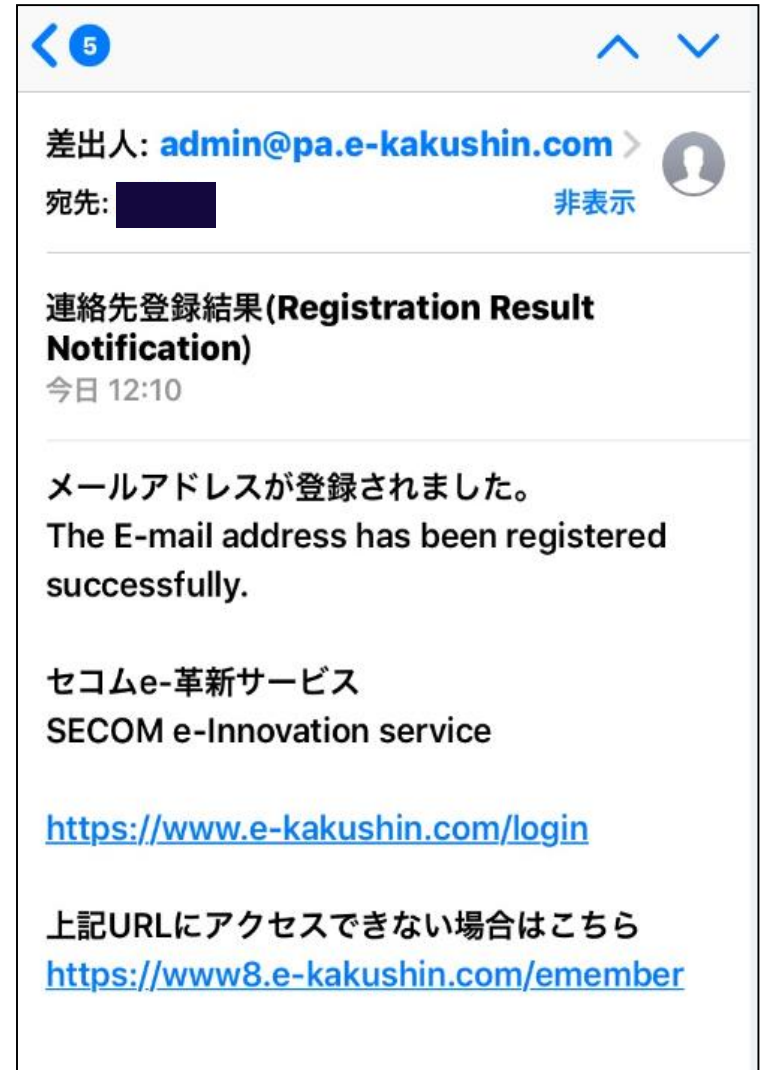 5
差出人: admin@pa.e-kakushin.com
宛先:
非表示
連絡先登録結果(Registration Result
Notification)
今日 12:10
メールアドレスが登録されました。
The E-mail address has been registered
successfully.
セコムe-革新サービス
SECOM e-Innovation service
https://www.e-kakushin.com/login
上記URLにアクセスできない場合はこちら
https://www8.e-kakushin.com/emember